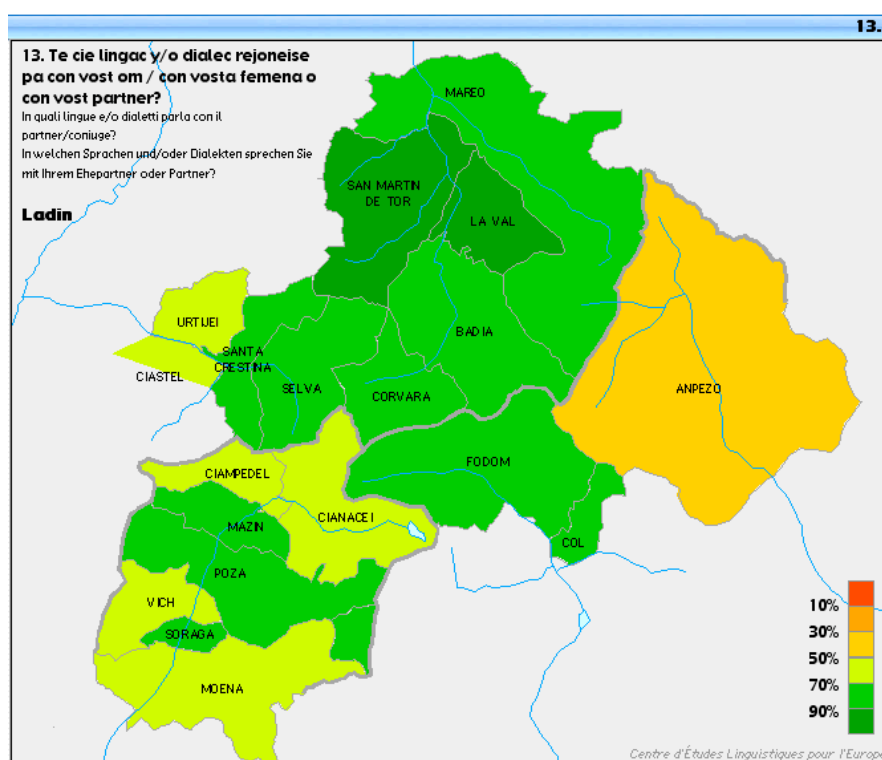 13.
13. Te cie lingac y/o dialec rejoneise
pa con vost om / con vosta femena o
con vost partner?
In quali lingue e/o dialetti parla con il
partner/coniuge?
In welchen Sprachen und/oder Dialekten sprechen Sie
mit Ihrem Ehepartner oder Partner?
Ladin
MAREO
SAN MARTIN
DE TOR
LA VAL
URTIJEI
SANTA
CRESTINA
CIASTEL
SELVA
BADIA
CORVARA
ANPEZO
FODOM
CIAMPEDEL
CIANACEI
MAZIN
COL
POZA
VICH
SORAGA
MOENA
10%
30%
50%
70%
90%
Centre d'Études Linguistiques pour l'Europe